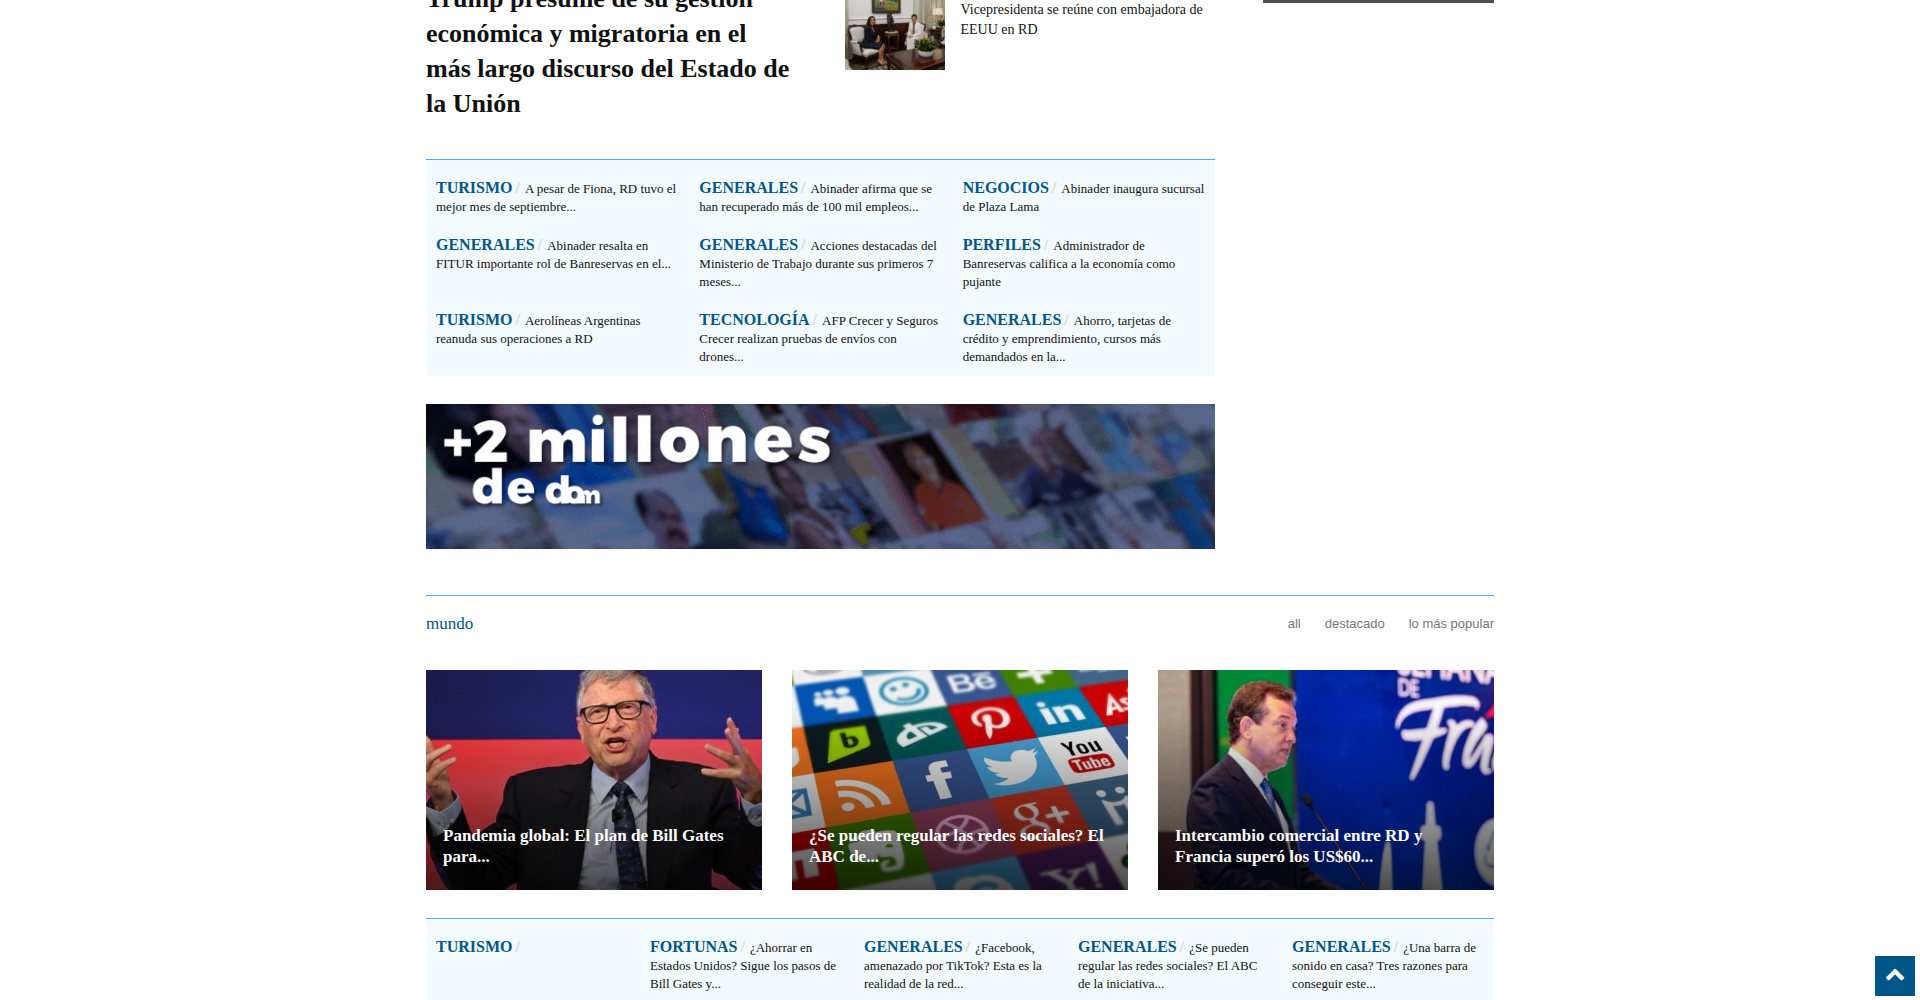 Trump presume de su gestión
económica y migratoria en el
más largo discurso del Estado de
la Unión
Vicepresidenta se reúne con embajadora de
EEUU en RD
TURISMO / A pesar de Fiona, RD tuvo el
mejor mes de septiembre...
GENERALES / Abinader afirma que se
han recuperado más de 100 mil empleos...
NEGOCIOS / Abinader inaugura sucursal
de Plaza Lama
GENERALES / Abinader resalta en
FITUR importante rol de Banreservas en el...
GENERALES / Acciones destacadas del
Ministerio de Trabajo durante sus primeros 7
meses...
PERFILES / Administrador de
Banreservas califica a la economía como
pujante
TURISMO / Aerolíneas Argentinas
reanuda sus operaciones a RD
TECNOLOGÍA / AFP Crecer y Seguros
Crecer realizan pruebas de envíos con
drones...
GENERALES / Ahorro, tarjetas de
crédito y emprendimiento, cursos más
demandados en la...
+2 millones
de
mundo
all destacado lo más popular
Bē
in
You
Tube
g+
Y!
DE
Pandemia global: El plan de Bill Gates
para...
¿Se pueden regular las redes sociales? El
ABC de...
Intercambio comercial entre RD y
Francia superó los US$60...
TURISMO /
FORTUNAS / ¿Ahorrar en
Estados Unidos? Sigue los pasos de
Bill Gates y...
GENERALES / ¿Facebook,
amenazado por TikTok? Esta es la
realidad de la red...
GENERALES / ¿Se pueden
regular las redes sociales? El ABC
de la iniciativa...
GENERALES / ¿Una barra de
sonido en casa? Tres razones para
conseguir este...